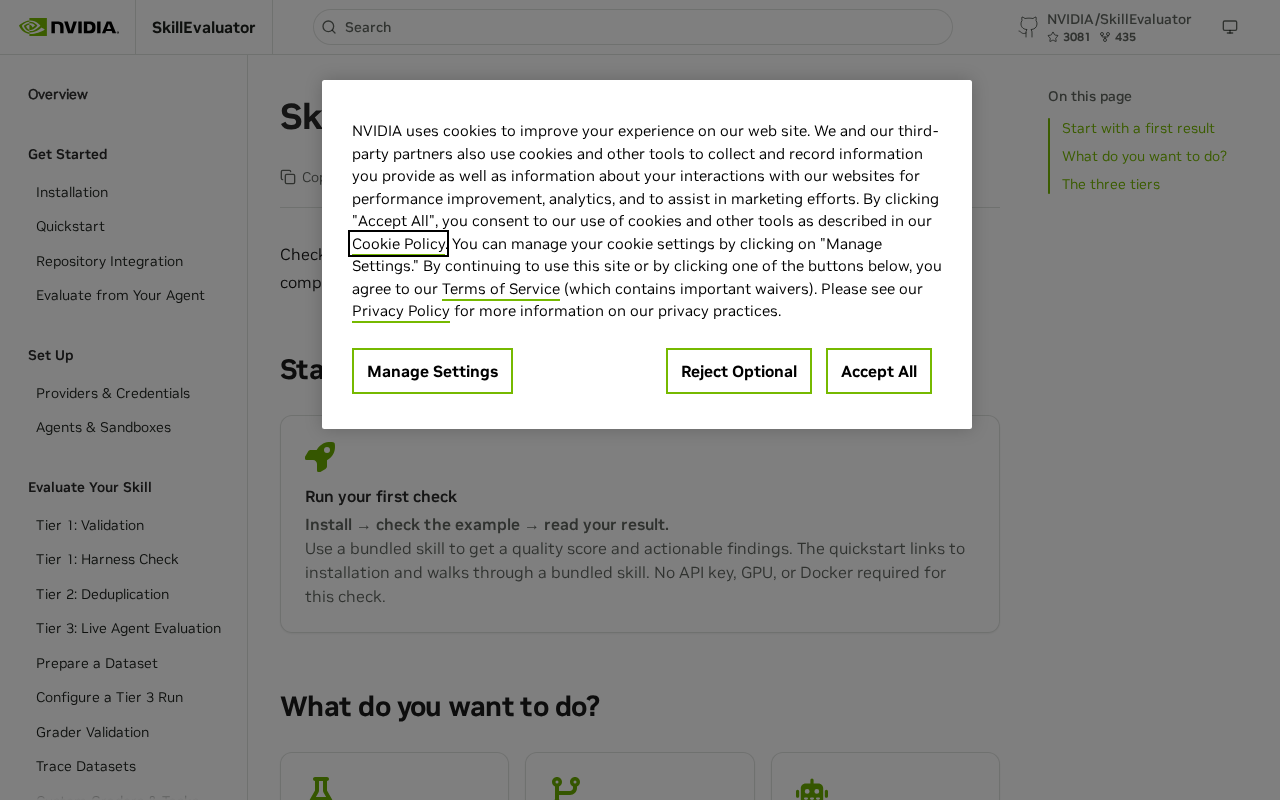 NVIDIA
SkillEvaluator
Search
NVIDIA/SkillEvaluator
3081 435
Overview
Get Started
Installation
Quickstart
Repository Integration
Evaluate from Your Agent
Set Up
Providers & Credentials
Agents & Sandboxes
Evaluate Your Skill
Tier 1: Validation
Tier 1: Harness Check
Tier 2: Deduplication
Tier 3: Live Agent Evaluation
Prepare a Dataset
Configure a Tier 3 Run
Grader Validation
Trace Datasets
NVIDIA uses cookies to improve your experience on our web site. We and our third-
party partners also use cookies and other tools to collect and record information
you provide as well as information about your interactions with our websites for
performance improvement, analytics, and to assist in marketing efforts. By clicking
"Accept All", you consent to our use of cookies and other tools as described in our
Cookie Policy. You can manage your cookie settings by clicking on "Manage
Settings." By continuing to use this site or by clicking one of the buttons below, you
agree to our Terms of Service (which contains important waivers). Please see our
Privacy Policy for more information on our privacy practices.
Manage Settings
Reject Optional
Accept All
Run your first check
Install → check the example → read your result.
Use a bundled skill to get a quality score and actionable findings. The quickstart links to
installation and walks through a bundled skill. No API key, GPU, or Docker required for
this check.
What do you want to do?
On this page
Start with a first result
What do you want to do?
The three tiers